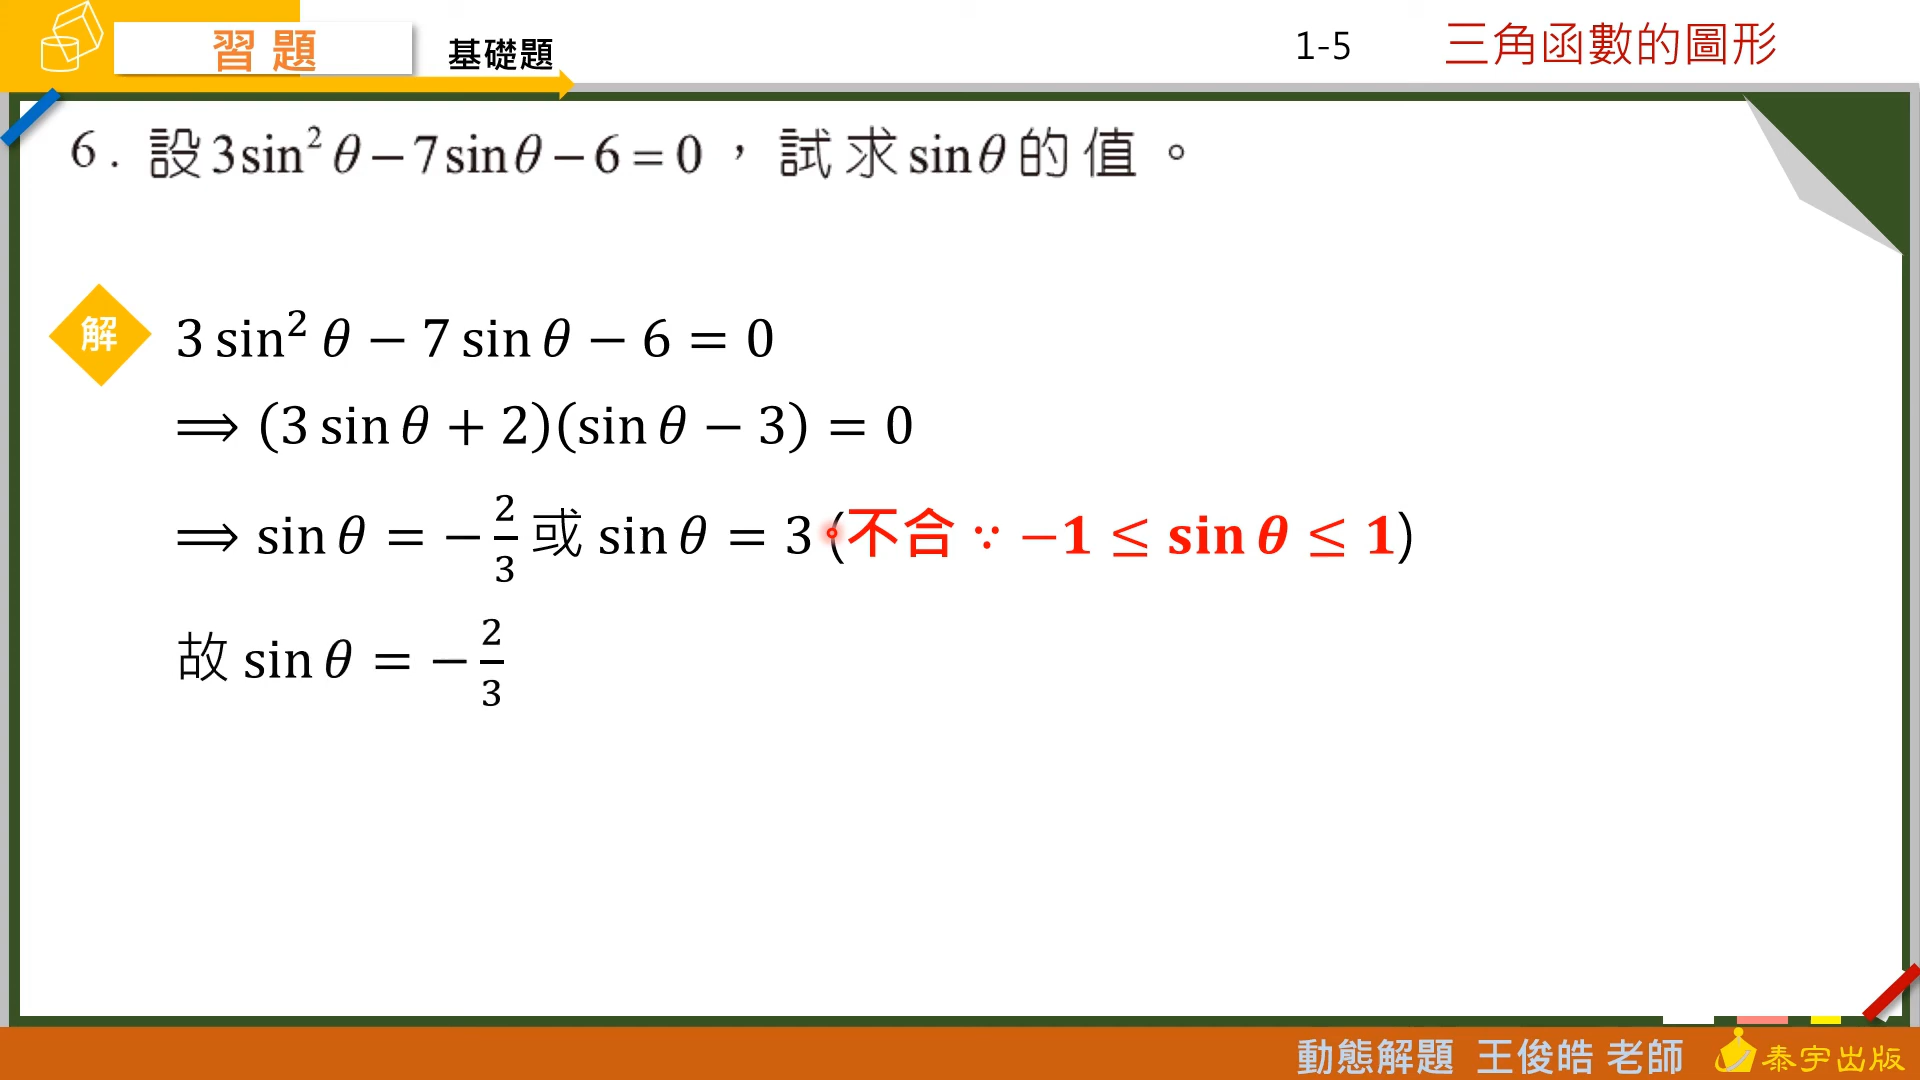 習題
基礎題
1-5 三角函數的圖形
6. 設3sin²θ－7sinθ－6＝0，試求sinθ的值。
解
3 sin² θ − 7 sin θ − 6 = 0
⟹ (3 sin θ + 2)(sin θ − 3) = 0
⟹ sin θ = −2/3 或 sin θ = 3 (不合 ∵ −1 ≤ sin θ ≤ 1)
故 sin θ = −2/3
動態解題 王俊皓 老師 泰宇出版